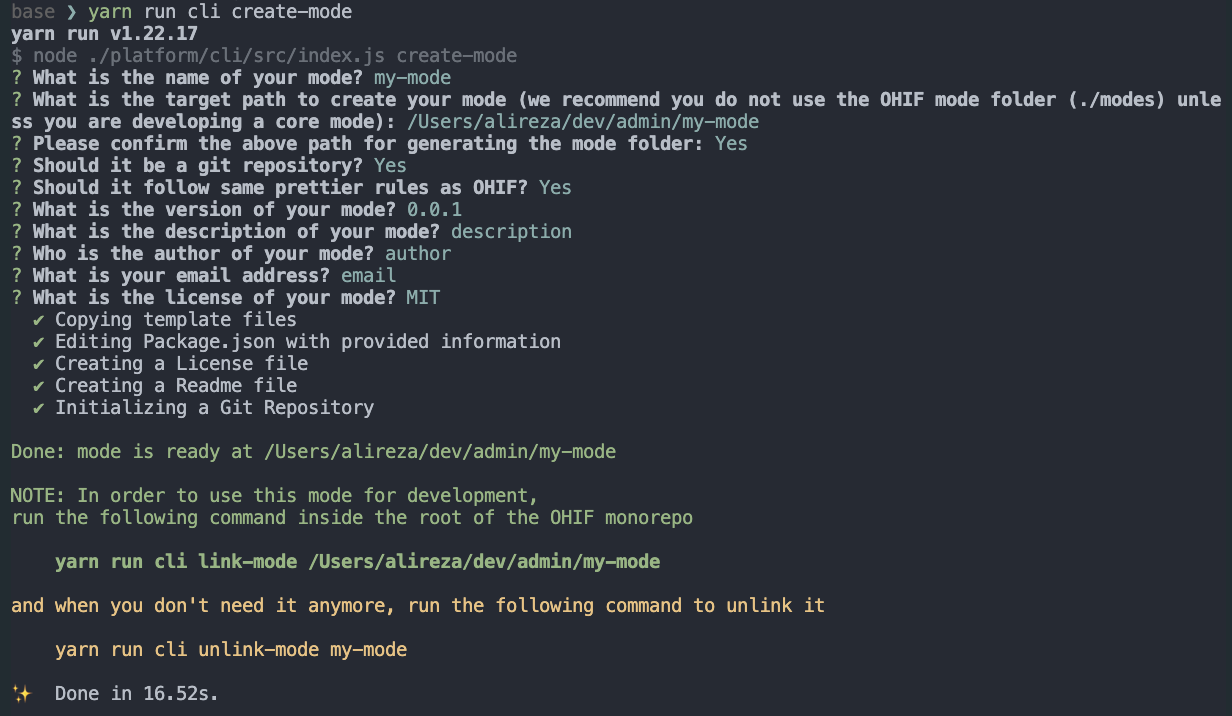 base ❯ yarn run cli create-mode
yarn run v1.22.17
$ node ./platform/cli/src/index.js create-mode
? What is the name of your mode? my-mode
? What is the target path to create your mode (we recommend you do not use the OHIF mode folder (./modes) unle
ss you are developing a core mode): /Users/alireza/dev/admin/my-mode
? Please confirm the above path for generating the mode folder: Yes
? Should it be a git repository? Yes
? Should it follow same prettier rules as OHIF? Yes
? What is the version of your mode? 0.0.1
? What is the description of your mode? description
? Who is the author of your mode? author
? What is your email address? email
? What is the license of your mode? MIT
✔ Copying template files
✔ Editing Package.json with provided information
✔ Creating a License file
✔ Creating a Readme file
✔ Initializing a Git Repository
Done: mode is ready at /Users/alireza/dev/admin/my-mode
NOTE: In order to use this mode for development,
run the following command inside the root of the OHIF monorepo
yarn run cli link-mode /Users/alireza/dev/admin/my-mode
and when you don't need it anymore, run the following command to unlink it
yarn run cli unlink-mode my-mode
✨ Done in 16.52s.